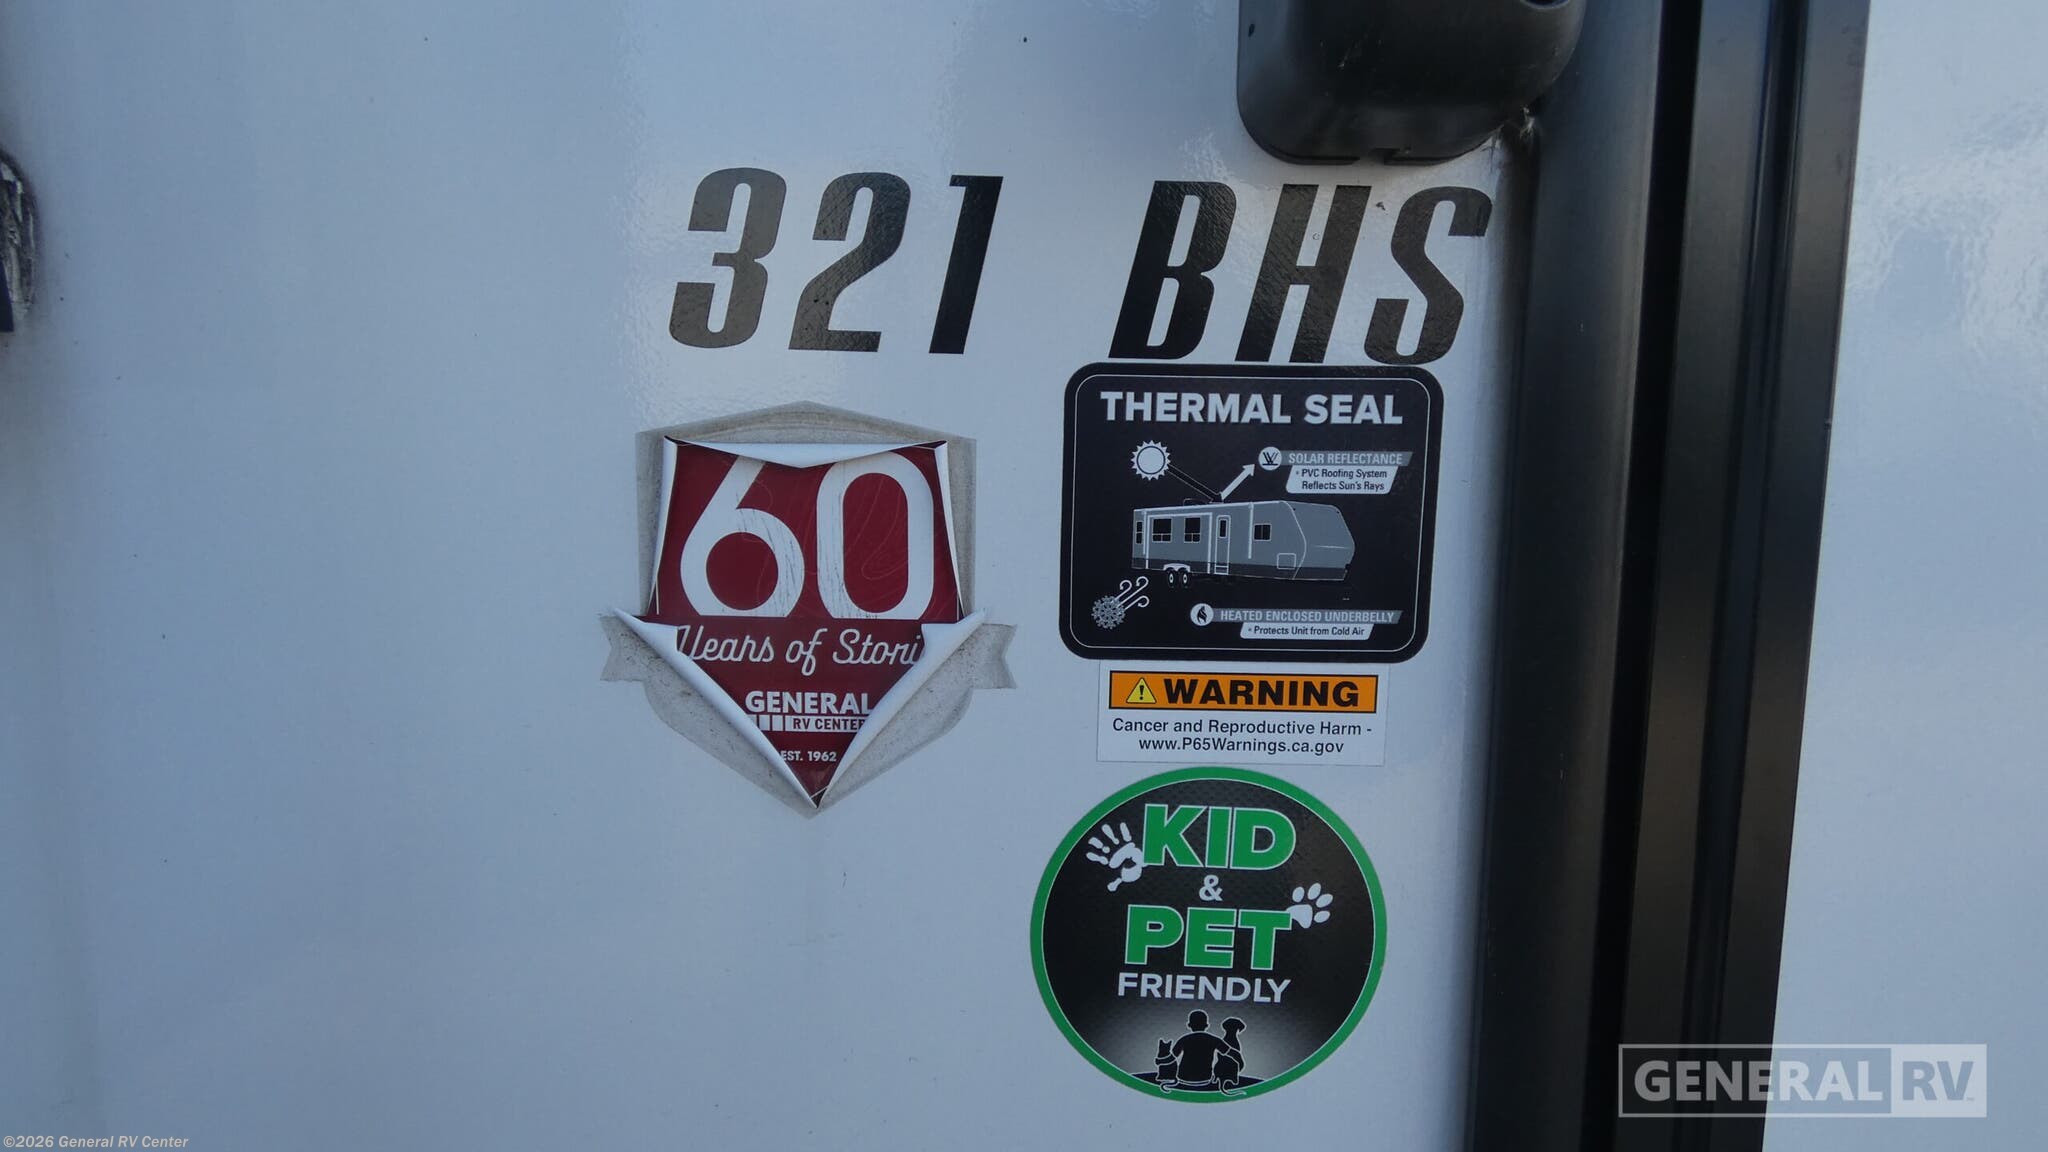 321 BHS
THERMAL SEAL
SOLAR REFLECTANCE
• PVC Roofing System
Reflects Sun's Rays
HEATED ENCLOSED UNDERBELLY
• Protects Unit from Cold Air
60
Years of Stori
GENERAL
RV CENTER
EST. 1962
WARNING
Cancer and Reproductive Harm -
www.P65Warnings.ca.gov
KID
&
PET
FRIENDLY
GENERAL RV
©2026 General RV Center